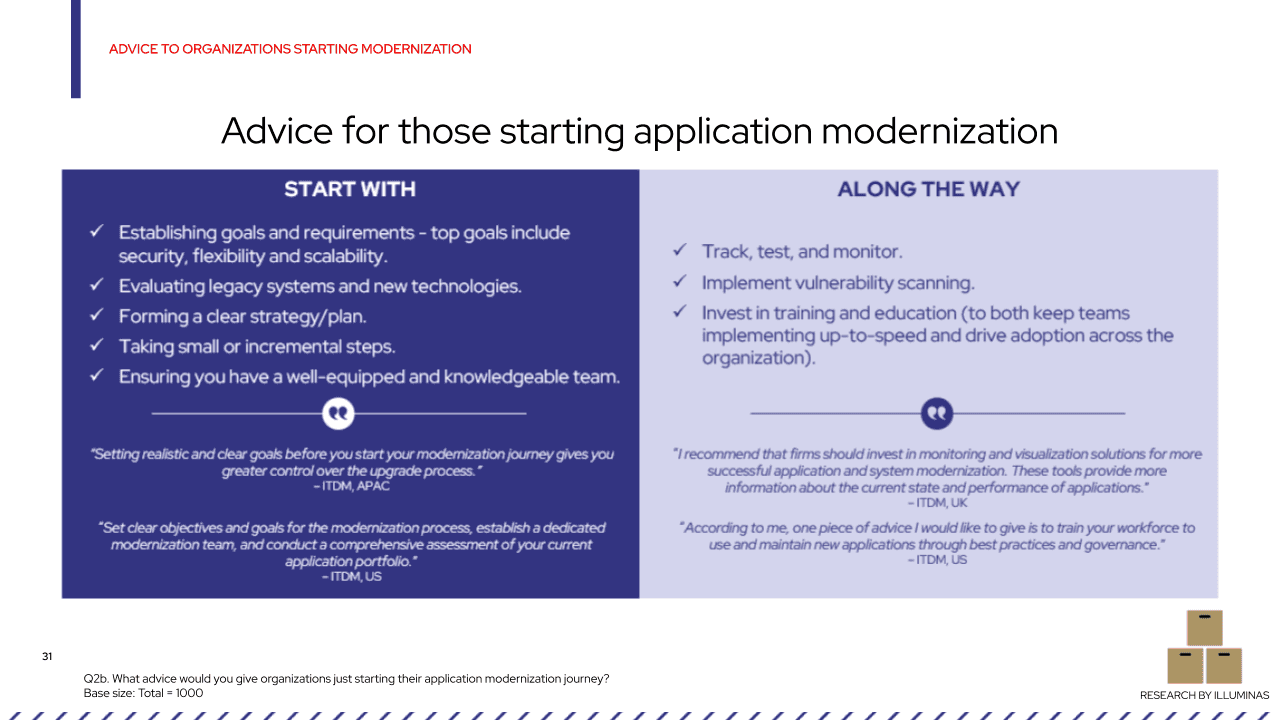 ADVICE TO ORGANIZATIONS STARTING MODERNIZATION
Advice for those starting application modernization
START WITH
✓ Establishing goals and requirements - top goals include
security, flexibility and scalability.
✓ Evaluating legacy systems and new technologies.
✓ Forming a clear strategy/plan.
✓ Taking small or incremental steps.
✓ Ensuring you have a well-equipped and knowledgeable team.
"Setting realistic and clear goals before you start your modernization journey gives you
greater control over the upgrade process."
– ITDM, APAC
"Set clear objectives and goals for the modernization process, establish a dedicated
modernization team, and conduct a comprehensive assessment of your current
application portfolio."
– ITDM, US
ALONG THE WAY
✓ Track, test, and monitor.
✓ Implement vulnerability scanning.
✓ Invest in training and education (to both keep teams
implementing up-to-speed and drive adoption across the
organization).
"I recommend that firms should invest in monitoring and visualization solutions for more
successful application and system modernization. These tools provide more
information about the current state and performance of applications."
– ITDM, UK
"According to me, one piece of advice I would like to give is to train your workforce to
use and maintain new applications through best practices and governance."
– ITDM, US
31
Q2b. What advice would you give organizations just starting their application modernization journey?
Base size: Total = 1000
RESEARCH BY ILLUMINAS